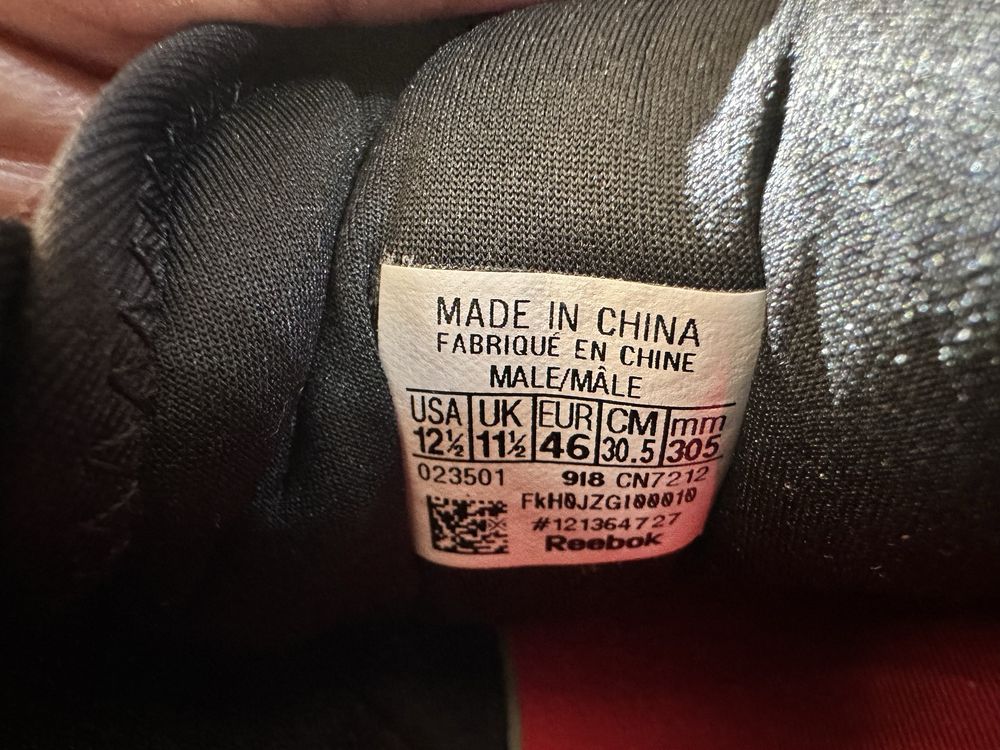 MADE IN CHINA
FABRIQUÉ EN CHINE
MALE/MÂLE
USA UK EUR CM mm
12½ 11½ 46 30.5 305
023501 918 CN7212
FkH0JZGI00010
#121364727
Reebok